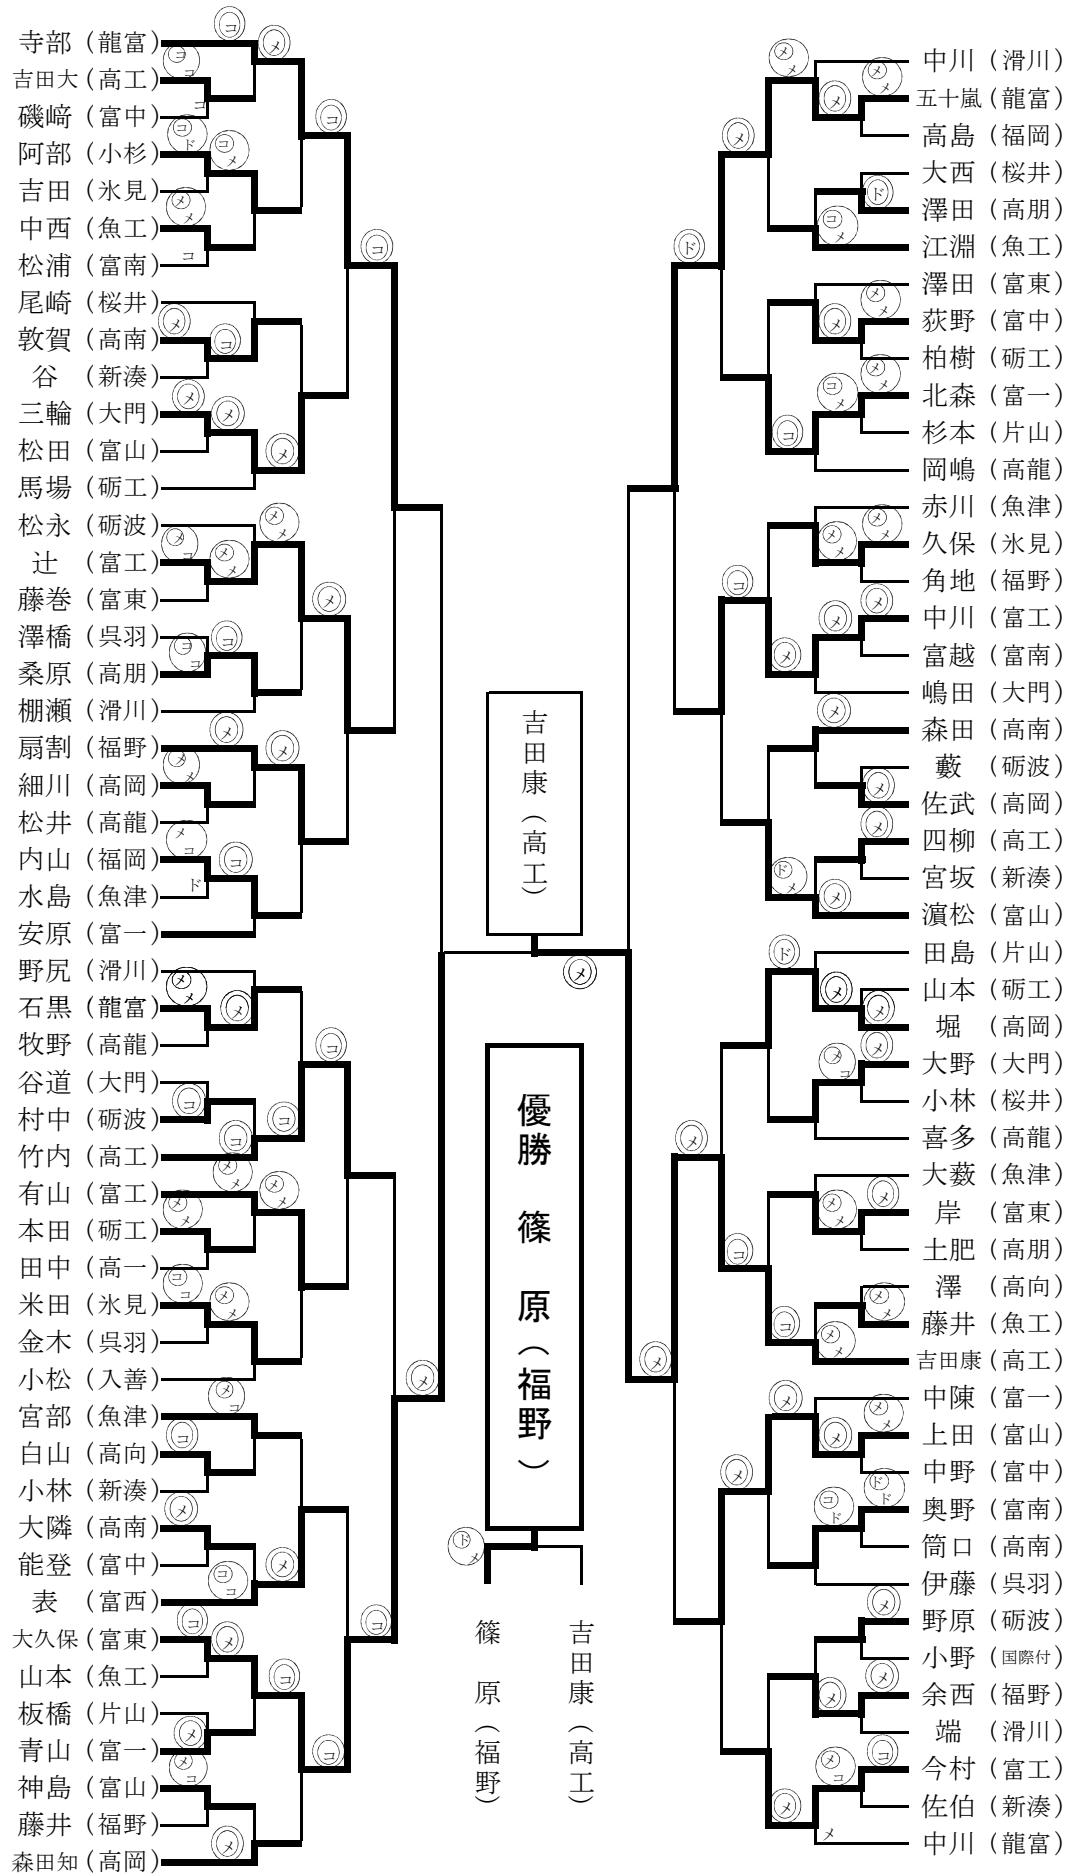 寺部（龍富）
吉田大（高工）
磯﨑（富中）
阿部（小杉）
吉田（氷見）
中西（魚工）
松浦（富南）
尾崎（桜井）
敦賀（高南）
谷（新湊）
三輪（大門）
松田（富山）
馬場（砺工）
松永（砺波）
辻（富工）
藤巻（富東）
澤橋（呉羽）
桑原（高朋）
棚瀬（滑川）
扇割（福野）
細川（高岡）
松井（高龍）
内山（福岡）
水島（魚津）
安原（富一）
野尻（滑川）
石黒（龍富）
牧野（高龍）
谷道（大門）
村中（砺波）
竹内（高工）
有山（富工）
本田（砺工）
田中（高一）
米田（氷見）
金木（呉羽）
小松（入善）
宮部（魚津）
白山（高向）
小林（新湊）
大隣（高南）
能登（富中）
表（富西）
大久保（富東）
山本（魚工）
板橋（片山）
青山（富一）
神島（富山）
藤井（福野）
森田知（高岡）
吉田康（高工）
優勝 篠原（福野）
篠原（福野）
吉田康（高工）
中川（滑川）
五十嵐（龍富）
高島（福岡）
大西（桜井）
澤田（高朋）
江淵（魚工）
澤田（富東）
荻野（富中）
柏樹（砺工）
北森（富一）
杉本（片山）
岡嶋（高龍）
赤川（魚津）
久保（氷見）
角地（福野）
中川（富工）
富越（富南）
嶋田（大門）
森田（高南）
藪（砺波）
佐武（高岡）
四柳（高工）
宮坂（新湊）
濵松（富山）
田島（片山）
山本（砺工）
堀（高岡）
大野（大門）
小林（桜井）
喜多（高龍）
大薮（魚津）
岸（富東）
土肥（高朋）
澤（高向）
藤井（魚工）
吉田康（高工）
中陳（富一）
上田（富山）
中野（富中）
奥野（富南）
筒口（高南）
伊藤（呉羽）
野原（砺波）
小野（国際付）
余西（福野）
端（滑川）
今村（富工）
佐伯（新湊）
中川（龍富）